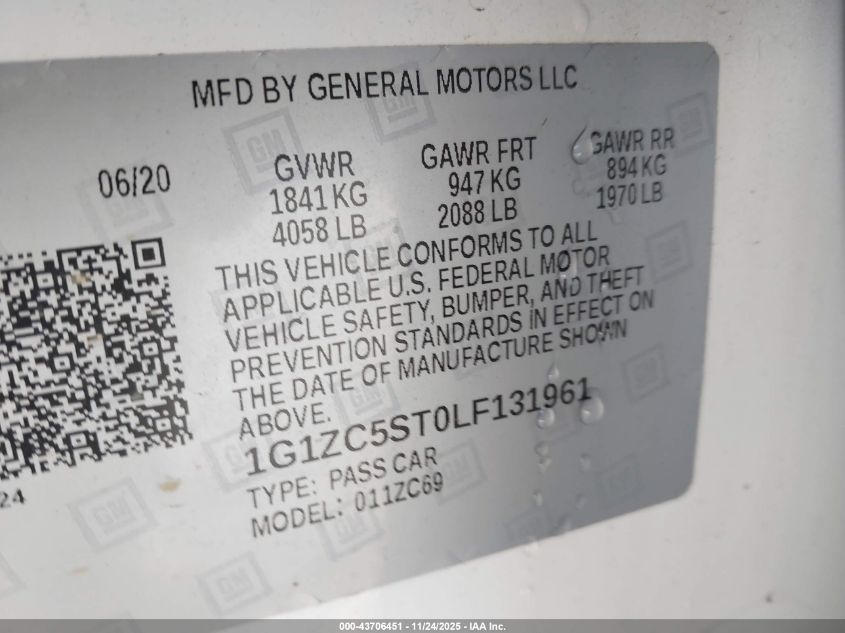 MFD BY GENERAL MOTORS LLC
06/20
GVWR
1841 KG
4058 LB
GAWR FRT
947 KG
2088 LB
GAWR RR
894 KG
1970 LB
THIS VEHICLE CONFORMS TO ALL
APPLICABLE U.S. FEDERAL MOTOR
VEHICLE SAFETY, BUMPER, AND THEFT
PREVENTION STANDARDS IN EFFECT ON
THE DATE OF MANUFACTURE SHOWN
ABOVE.
1G1ZC5ST0LF131961
TYPE: PASS CAR
MODEL: 011ZC69
24
GM
000-43706451 - 11/24/2025 - IAA Inc.